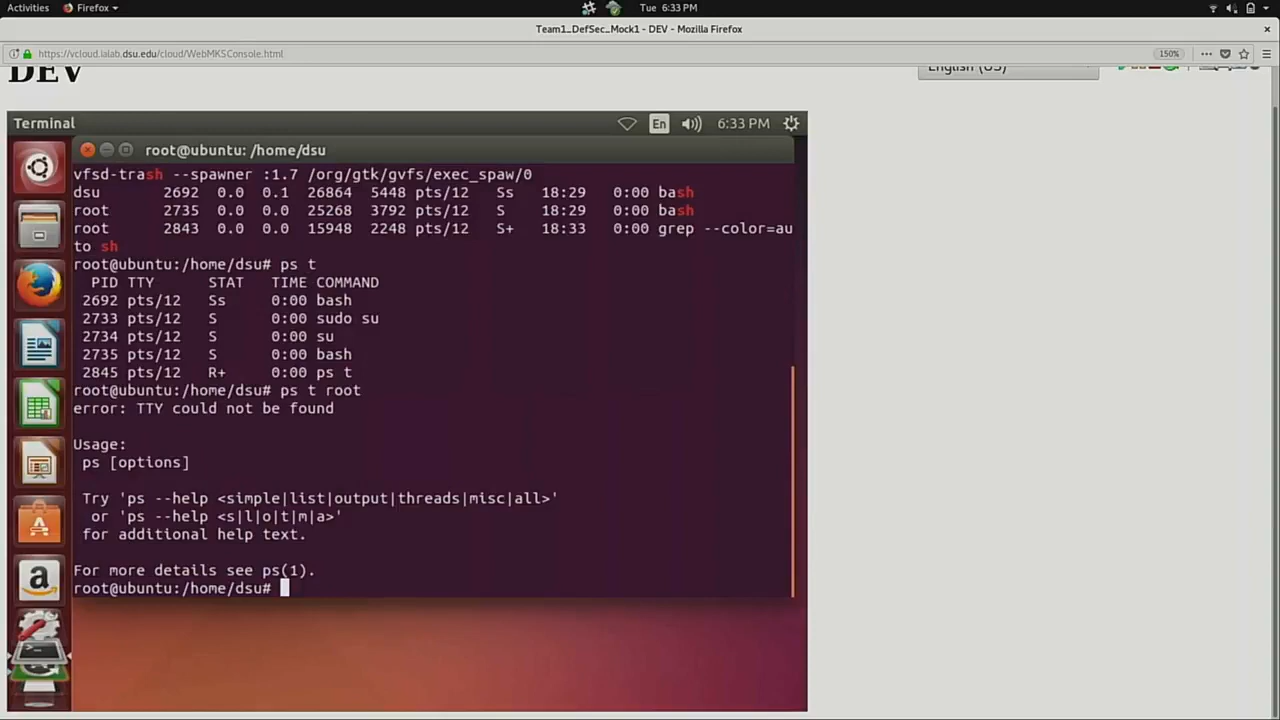 Activities Firefox Tue 6:33 PM
Team1_DefSec_Mock1 - DEV - Mozilla Firefox
https://vcloud.ialab.dsu.edu/cloud/WebMKSConsole.html 150%
DEV English (US)
Terminal En 6:33 PM
root@ubuntu: /home/dsu
vfsd-trash --spawner :1.7 /org/gtk/gvfs/exec_spaw/0
dsu 2692 0.0 0.1 26864 5448 pts/12 Ss 18:29 0:00 bash
root 2735 0.0 0.0 25268 3792 pts/12 S 18:29 0:00 bash
root 2843 0.0 0.0 15948 2248 pts/12 S+ 18:33 0:00 grep --color=au
to sh
root@ubuntu:/home/dsu# ps t
PID TTY STAT TIME COMMAND
2692 pts/12 Ss 0:00 bash
2733 pts/12 S 0:00 sudo su
2734 pts/12 S 0:00 su
2735 pts/12 S 0:00 bash
2845 pts/12 R+ 0:00 ps t
root@ubuntu:/home/dsu# ps t root
error: TTY could not be found
Usage:
ps [options]
Try 'ps --help <simple|list|output|threads|misc|all>'
or 'ps --help <s|l|o|t|m|a>'
for additional help text.
For more details see ps(1).
root@ubuntu:/home/dsu#